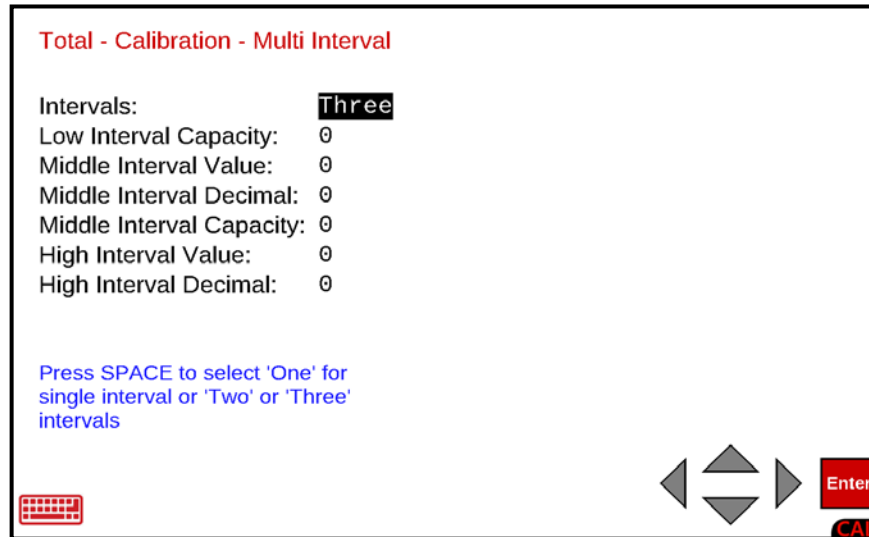 Total - Calibration - Multi Interval
Intervals: Three
Low Interval Capacity: 0
Middle Interval Value: 0
Middle Interval Decimal: 0
Middle Interval Capacity: 0
High Interval Value: 0
High Interval Decimal: 0
Press SPACE to select 'One' for
single interval or 'Two' or 'Three'
intervals
Enter